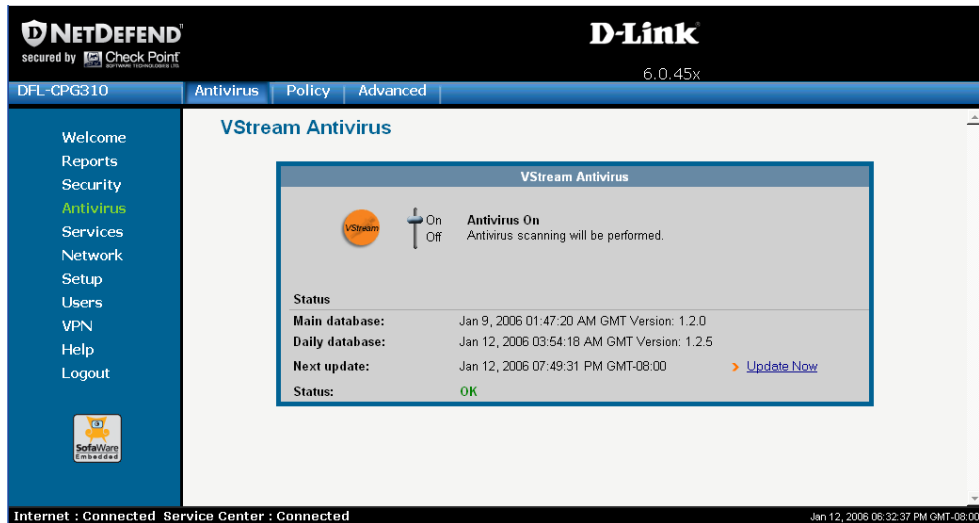 D NETDEFEND
secured by Check Point
SOFTWARE TECHNOLOGIES LTD.
D-Link
6.0.45x
DFL-CPG310
Antivirus | Policy | Advanced |
VStream Antivirus
Welcome
Reports
Security
Antivirus
Services
Network
Setup
Users
VPN
Help
Logout
SofaWare
Embedded
VStream Antivirus
VStream
On
Off
Antivirus On
Antivirus scanning will be performed.
Status
Main database: Jan 9, 2006 01:47:20 AM GMT Version: 1.2.0
Daily database: Jan 12, 2006 03:54:18 AM GMT Version: 1.2.5
Next update: Jan 12, 2006 07:49:31 PM GMT-08:00 > Update Now
Status: OK
Internet : Connected Service Center : Connected
Jan 12, 2006 06:32:37 PM GMT-08:00